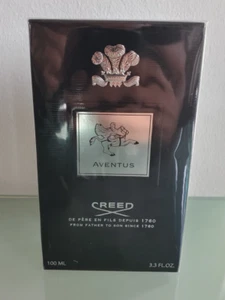 AVENTUS
CREED
DE PÈRE EN FILS DEPUIS 1760
FROM FATHER TO SON SINCE 1760
100 ML 3.3 FL.OZ.